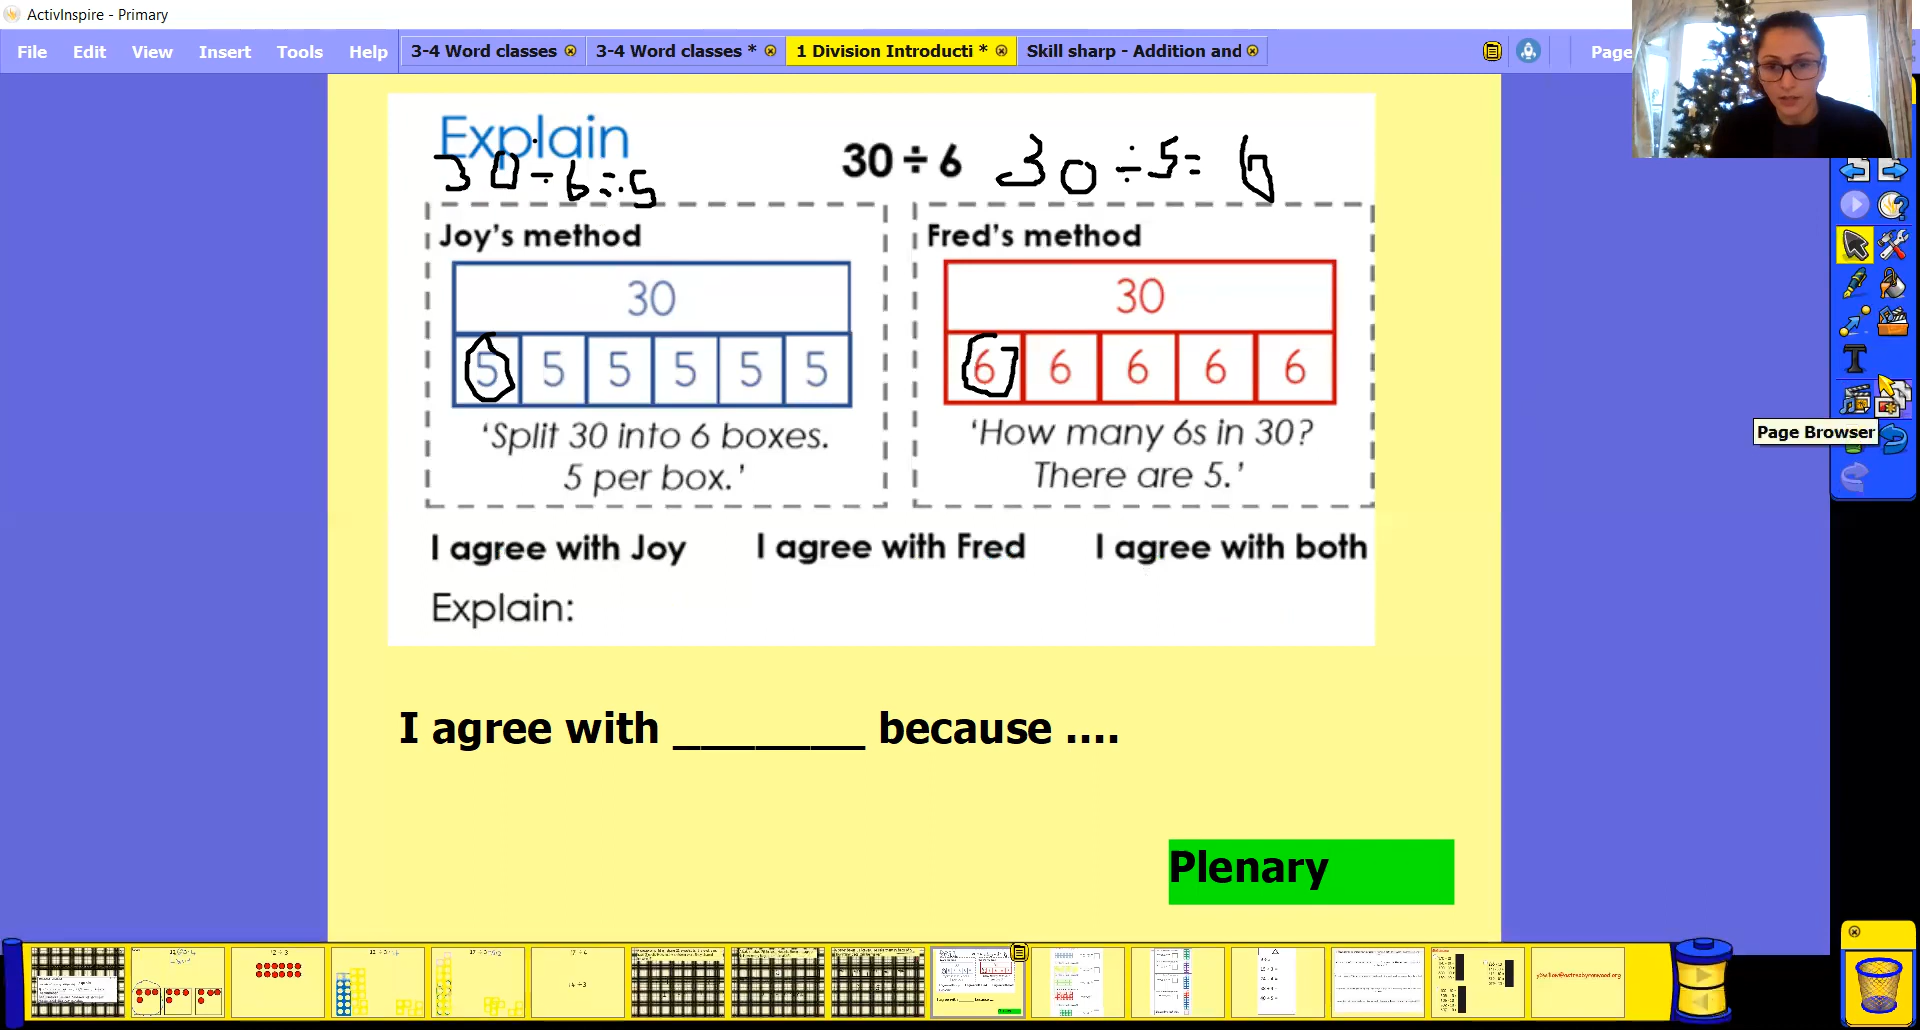 ActivInspire - Primary
File Edit View Insert Tools Help 3-4 Word classes 3-4 Word classes * 1 Division Introducti * Skill sharp - Addition and Page
Explain
30 ÷ 6 = 5
30 ÷ 6
30 ÷ 5 = 6
Joy's method
30
5 5 5 5 5 5
'Split 30 into 6 boxes.
5 per box.'
Fred's method
30
6 6 6 6 6
'How many 6s in 30?
There are 5.'
I agree with Joy I agree with Fred I agree with both
Explain:
I agree with _______ because ....
Plenary
Page Browser